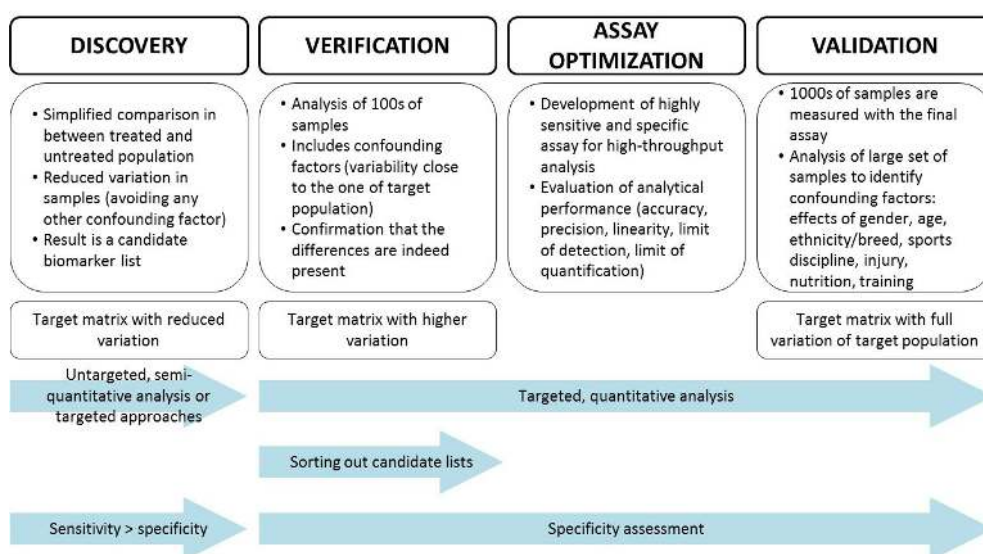 DISCOVERY
• Simplified comparison in
between treated and
untreated population
• Reduced variation in
samples (avoiding any
other confounding factor)
• Result is a candidate
biomarker list
Target matrix with reduced
variation
VERIFICATION
• Analysis of 100s of
samples
• Includes confounding
factors (variability close
to the one of target
population)
• Confirmation that the
differences are indeed
present
Target matrix with higher
variation
ASSAY
OPTIMIZATION
• Development of highly
sensitive and specific
assay for high-throughput
analysis
• Evaluation of analytical
performance (accuracy,
precision, linearity, limit
of detection, limit of
quantification)
VALIDATION
• 1000s of samples are
measured with the final
assay
• Analysis of large set of
samples to identify
confounding factors:
effects of gender, age,
ethnicity/breed, sports
discipline, injury,
nutrition, training
Target matrix with full
variation of target population
Untargeted, semi-
quantitative analysis or
targeted approaches
Targeted, quantitative analysis
Sorting out candidate lists
Sensitivity > specificity
Specificity assessment